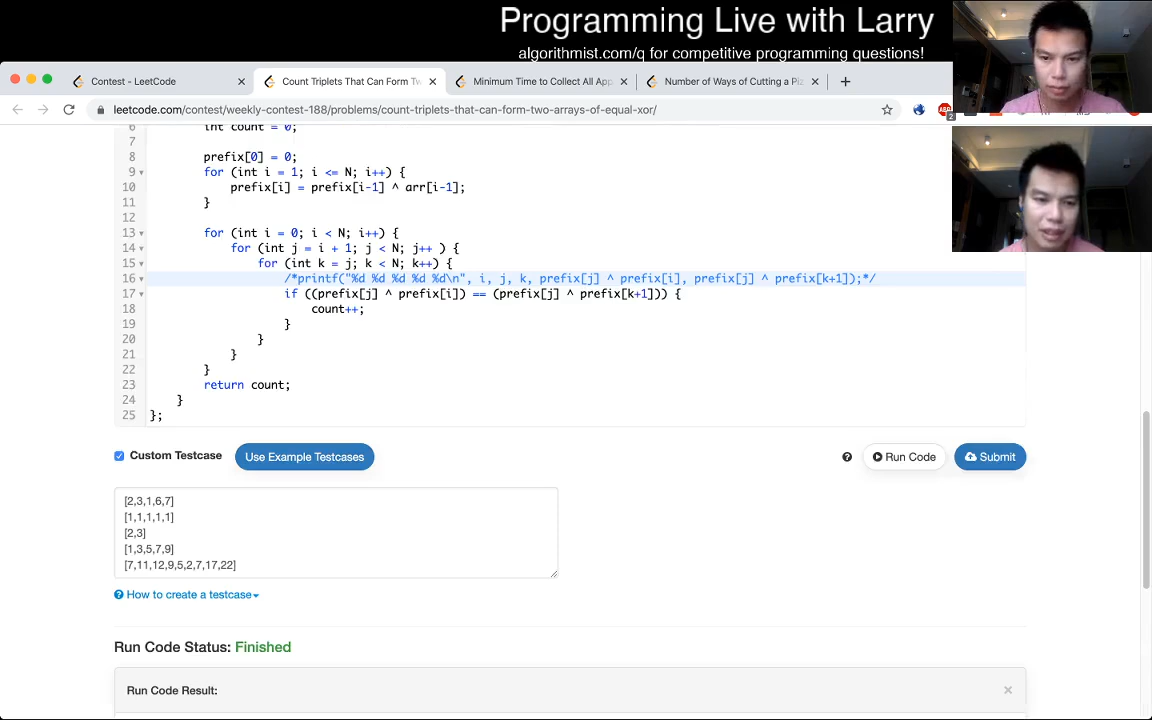 Programming Live with Larry
algorithmist.com/q for competitive programming questions!
Contest - LeetCode
Count Triplets That Can Form Tw
Minimum Time to Collect All App
Number of Ways of Cutting a Piz
leetcode.com/contest/weekly-contest-188/problems/count-triplets-that-can-form-two-arrays-of-equal-xor/
6 int count = 0;
7
8 prefix[0] = 0;
9 for (int i = 1; i <= N; i++) {
10 prefix[i] = prefix[i-1] ^ arr[i-1];
11 }
12
13 for (int i = 0; i < N; i++) {
14 for (int j = i + 1; j < N; j++ ) {
15 for (int k = j; k < N; k++) {
16 /*printf("%d %d %d %d %d\n", i, j, k, prefix[j] ^ prefix[i], prefix[j] ^ prefix[k+1]);*/
17 if ((prefix[j] ^ prefix[i]) == (prefix[j] ^ prefix[k+1])) {
18 count++;
19 }
20 }
21 }
22 }
23 return count;
24 }
25 };
Custom Testcase
Use Example Testcases
Run Code
Submit
[2,3,1,6,7]
[1,1,1,1,1]
[2,3]
[1,3,5,7,9]
[7,11,12,9,5,2,7,17,22]
How to create a testcase
Run Code Status: Finished
Run Code Result: